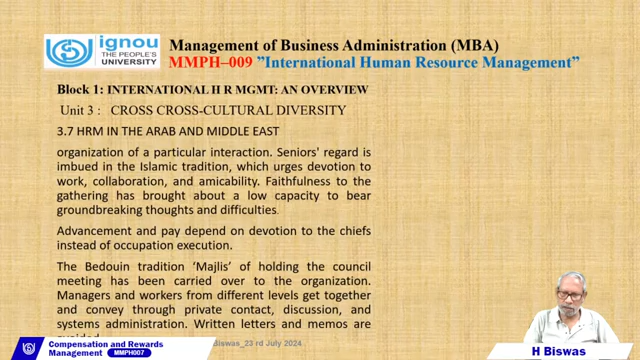 ignou
THE PEOPLE'S
UNIVERSITY
Management of Business Administration (MBA)
MMPH–009 ”International Human Resource Management”
Block 1: INTERNATIONAL H R MGMT: AN OVERVIEW
Unit 3 : CROSS CROSS-CULTURAL DIVERSITY
3.7 HRM IN THE ARAB AND MIDDLE EAST
organization of a particular interaction. Seniors' regard is
imbued in the Islamic tradition, which urges devotion to
work, collaboration, and amicability. Faithfulness to the
gathering has brought about a low capacity to bear
groundbreaking thoughts and difficulties.
Advancement and pay depend on devotion to the chiefs
instead of occupation execution.
The Bedouin tradition ‘Majlis’ of holding the council
meeting has been carried over to the organization.
Managers and workers from different levels get together
and convey through private contact, discussion, and
systems administration. Written letters and memos are
Biswas_23 rd July 2024
Compensation and Rewards
Management MMPH007
H Biswas